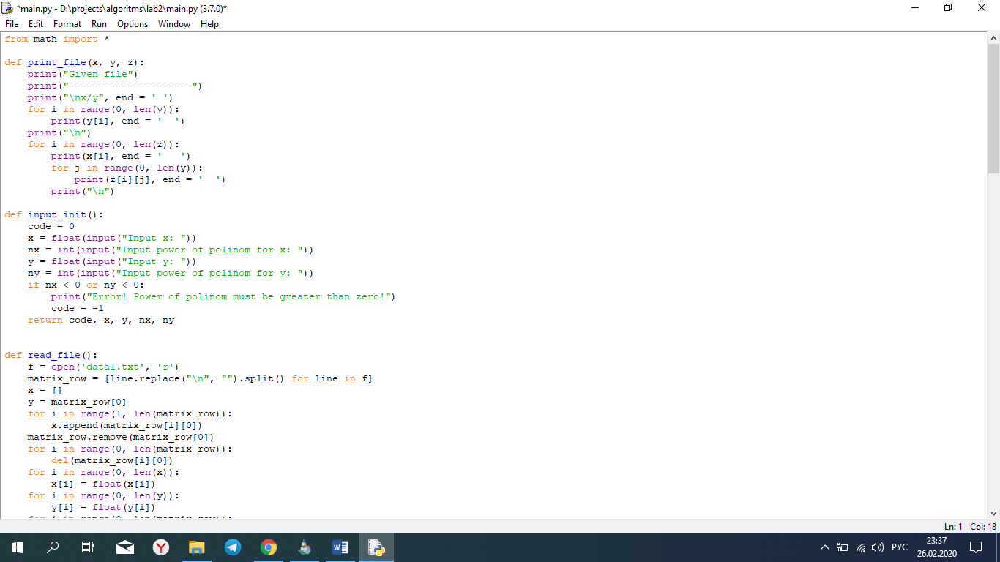 *main.py - D:\projects\algoritms\lab2\main.py (3.7.0)*
File Edit Format Run Options Window Help
from math import *

def print_file(x, y, z):
    print("Given file")
    print("---------------------")
    print("\nx/y", end = ' ')
    for i in range(0, len(y)):
        print(y[i], end = '  ')
    print("\n")
    for i in range(0, len(z)):
        print(x[i], end = '   ')
        for j in range(0, len(y)):
            print(z[i][j], end = '  ')
        print("\n")

def input_init():
    code = 0
    x = float(input("Input x: "))
    nx = int(input("Input power of polinom for x: "))
    y = float(input("Input y: "))
    ny = int(input("Input power of polinom for y: "))
    if nx < 0 or ny < 0:
        print("Error! Power of polinom must be greater than zero!")
        code = -1
    return code, x, y, nx, ny


def read_file():
    f = open('data1.txt', 'r')
    matrix_row = [line.replace("\n", "").split() for line in f]
    x = []
    y = matrix_row[0]
    for i in range(1, len(matrix_row)):
        x.append(matrix_row[i][0])
    matrix_row.remove(matrix_row[0])
    for i in range(0, len(matrix_row)):
        del(matrix_row[i][0])
    for i in range(0, len(x)):
        x[i] = float(x[i])
    for i in range(0, len(y)):
        y[i] = float(y[i])
    for i in range(0, len(matrix_row)):
Ln: 1 Col: 18
РУС
23:37
26.02.2020